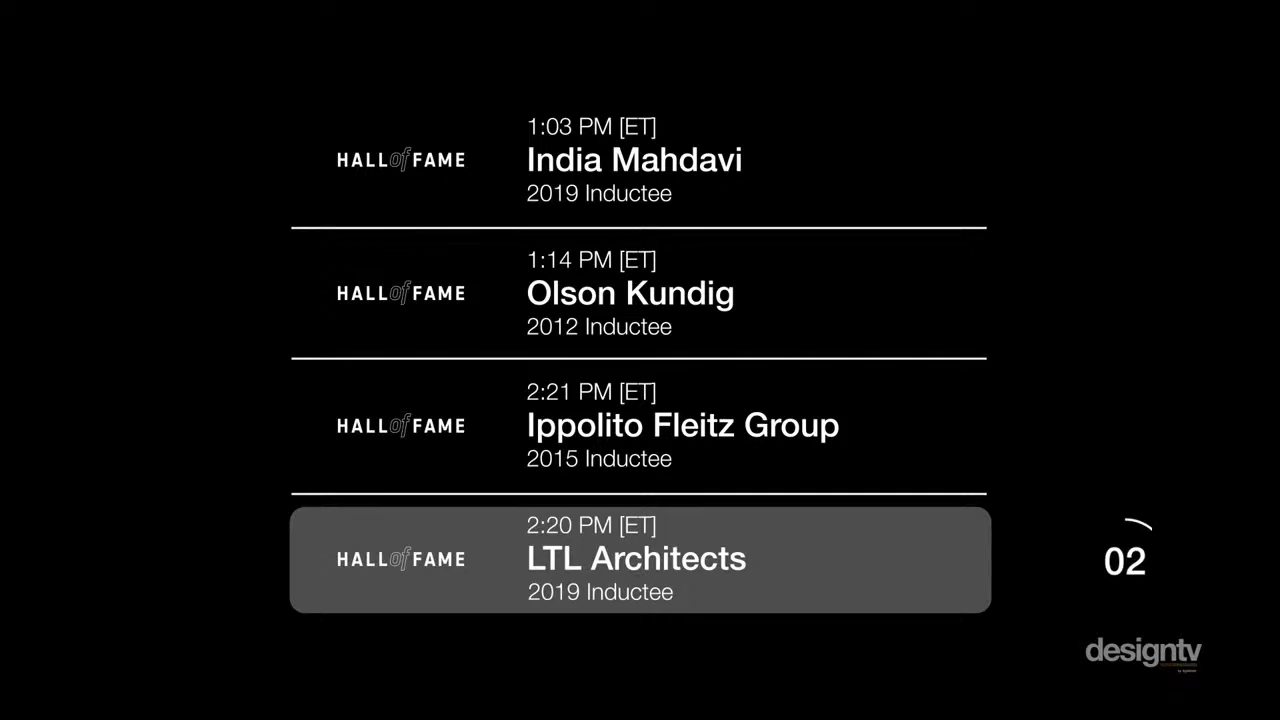 1:03 PM [ET]
HALL of FAME
India Mahdavi
2019 Inductee
1:14 PM [ET]
HALL of FAME
Olson Kundig
2012 Inductee
2:21 PM [ET]
HALL of FAME
Ippolito Fleitz Group
2015 Inductee
2:20 PM [ET]
HALL of FAME
LTL Architects
2019 Inductee
02
designtv